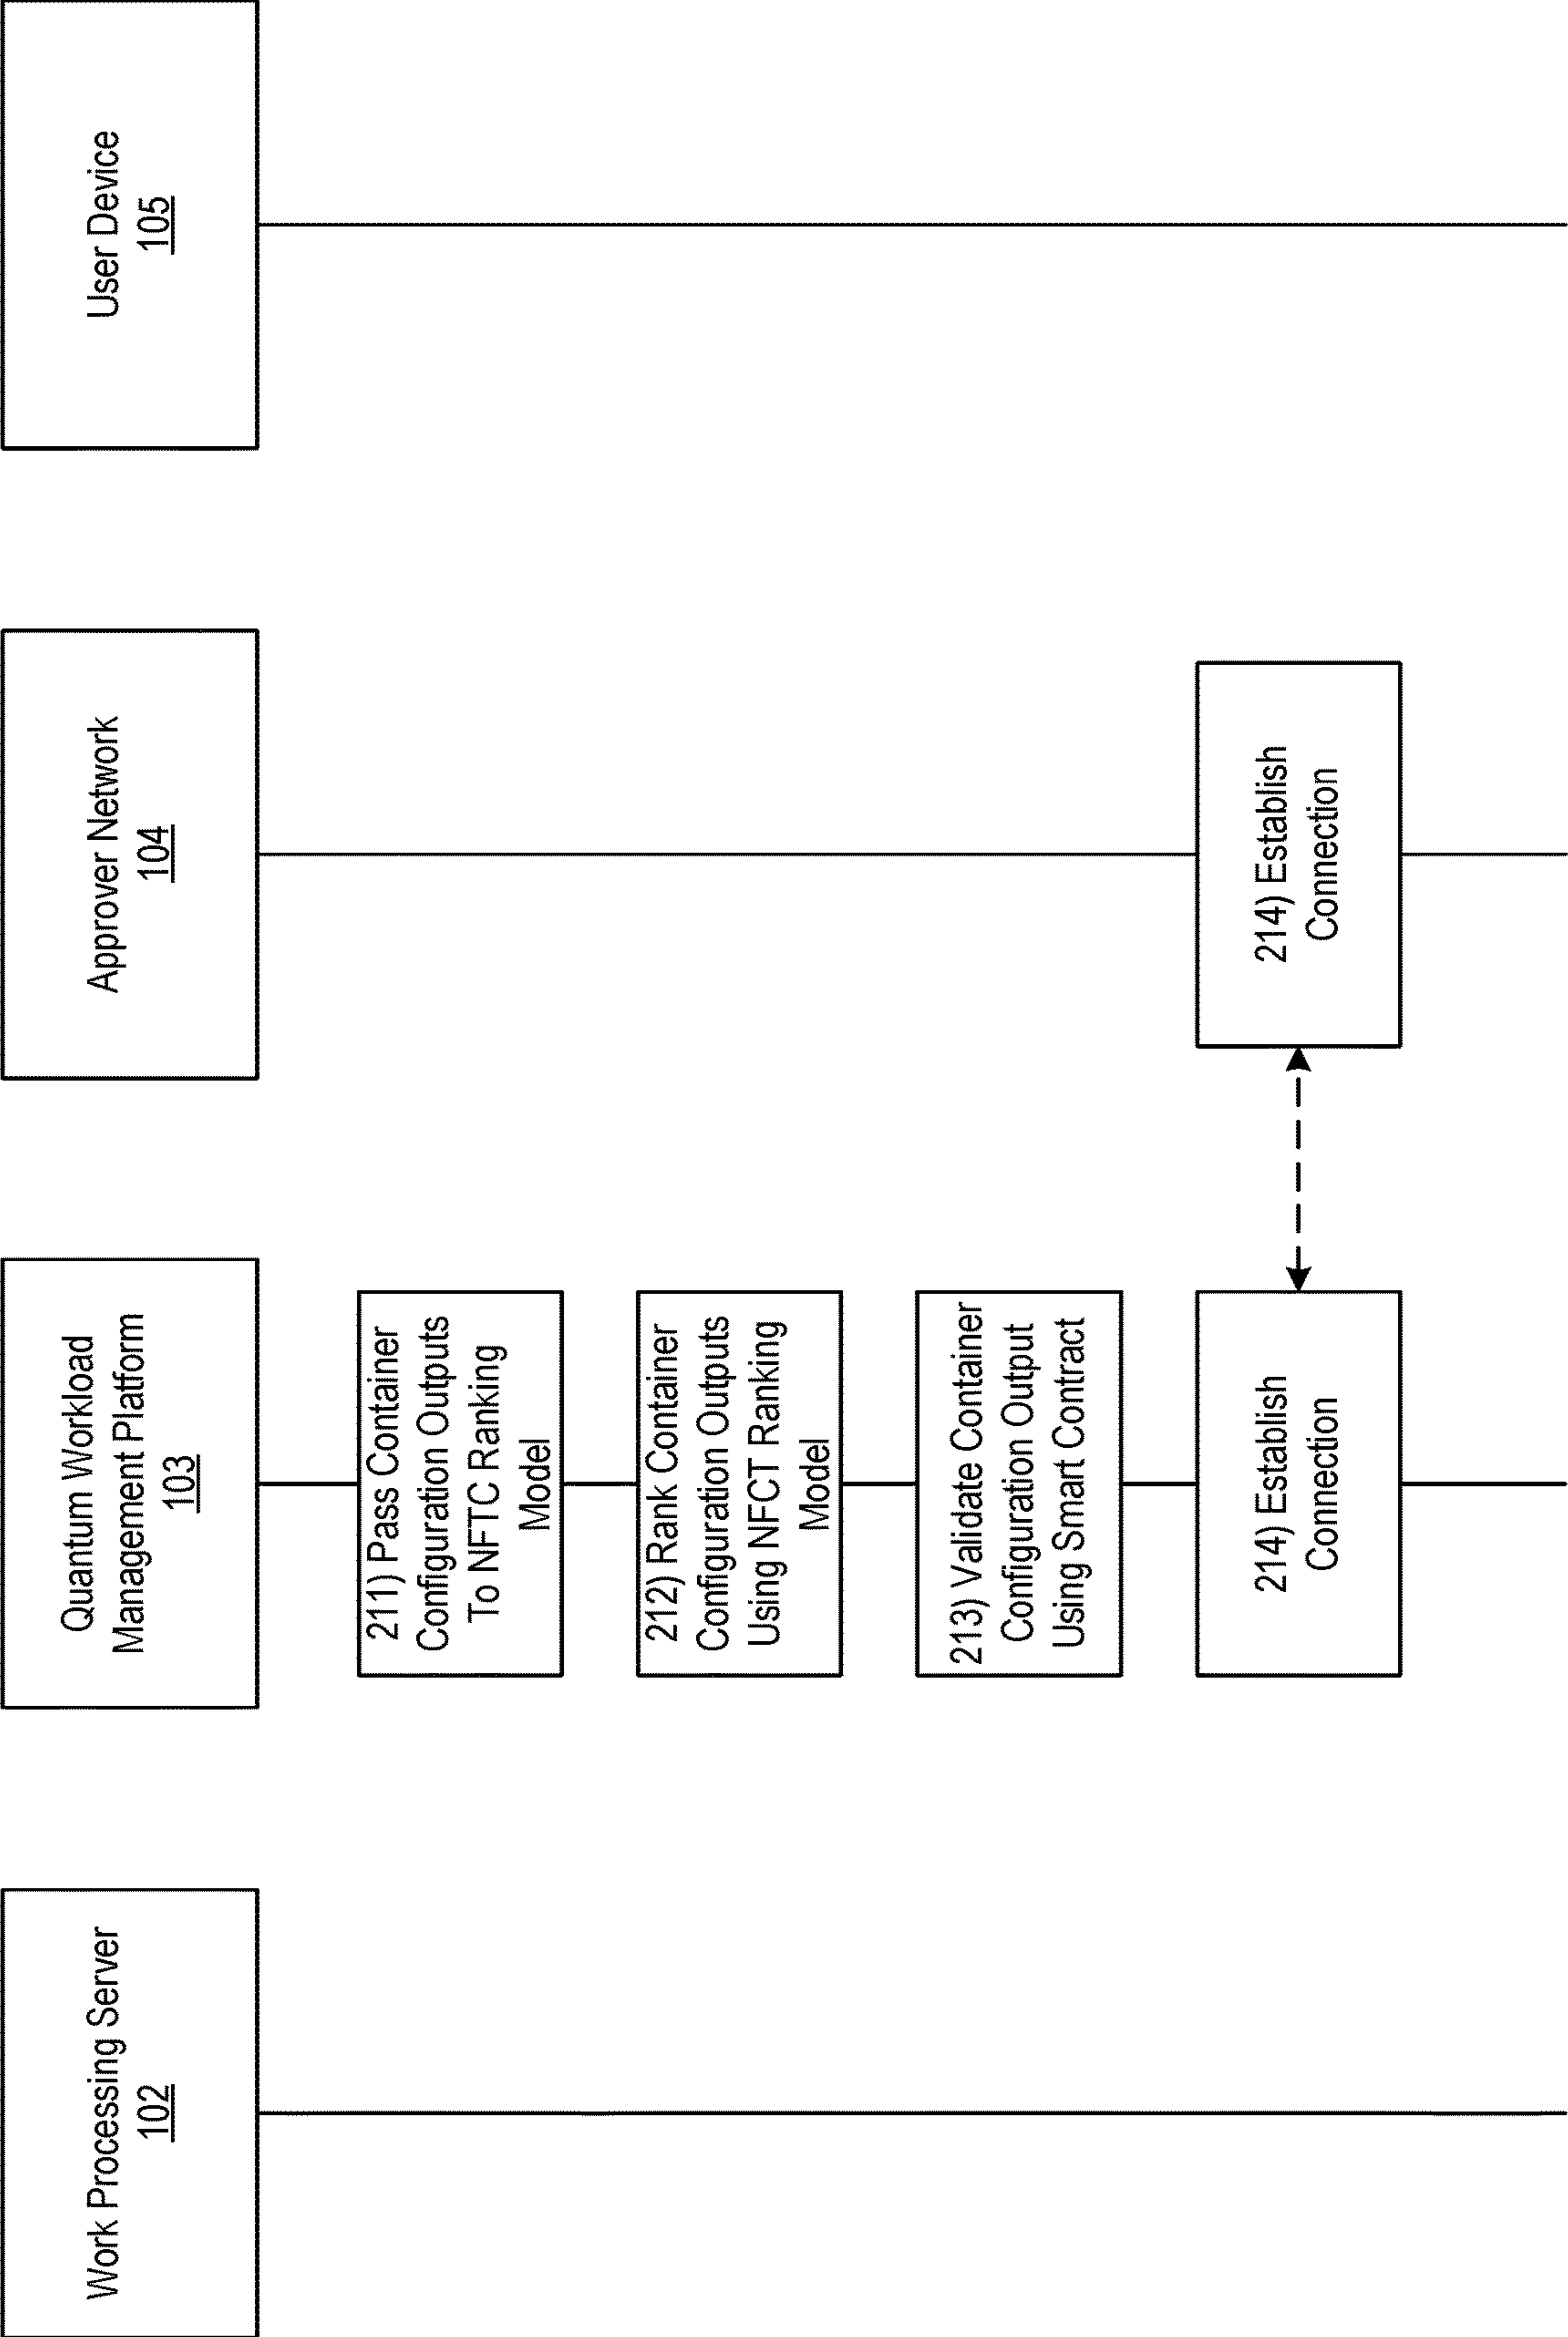 Work Processing Server
102
Quantum Workload
Management Platform
103
Approver Network
104
User Device
105
211) Pass Container
Configuration Outputs
To NFTC Ranking
Model
212) Rank Container
Configuration Outputs
Using NFCT Ranking
Model
213) Validate Container
Configuration Output
Using Smart Contract
214) Establish
Connection
214) Establish
Connection